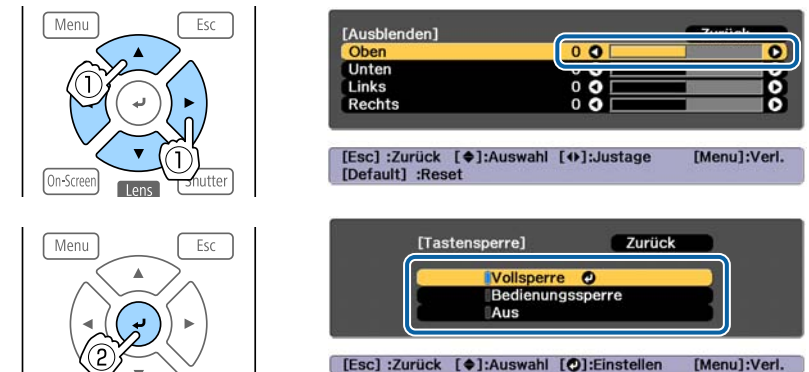 Menu
Esc
①
①
On-Screen
Lens
Shutter
[Ausblenden]
Zurück
Oben 0
Unten 0
Links 0
Rechts 0
[Esc] :Zurück [◆]:Auswahl [◆]:Justage [Menu]:Verl.
[Default] :Reset
Menu
Esc
②
[Tastensperre] Zurück
Vollsperre
Bedienungssperre
Aus
[Esc] :Zurück [◆]:Auswahl [⏎]:Einstellen [Menu]:Verl.